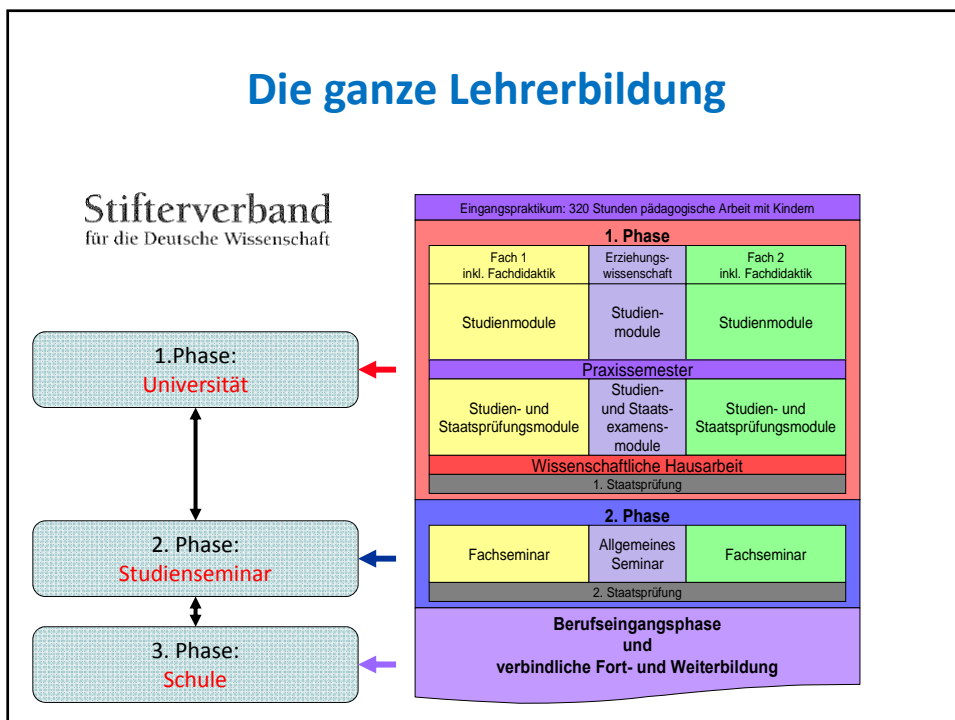 Die ganze Lehrerbildung
Stifterverband
für die Deutsche Wissenschaft
1.Phase:
Universität
2. Phase:
Studienseminar
3. Phase:
Schule
Eingangspraktikum: 320 Stunden pädagogische Arbeit mit Kindern
1. Phase
Fach 1
inkl. Fachdidaktik
Erziehungs-
wissenschaft
Fach 2
inkl. Fachdidaktik
Studienmodule
Studien-
module
Studienmodule
Praxissemester
Studien- und
Staatsprüfungsmodule
Studien-
und Staats-
examens-
module
Studien- und
Staatsprüfungsmodule
Wissenschaftliche Hausarbeit
1. Staatsprüfung
2. Phase
Fachseminar
Allgemeines
Seminar
Fachseminar
2. Staatsprüfung
Berufseingangsphase
und
verbindliche Fort- und Weiterbildung